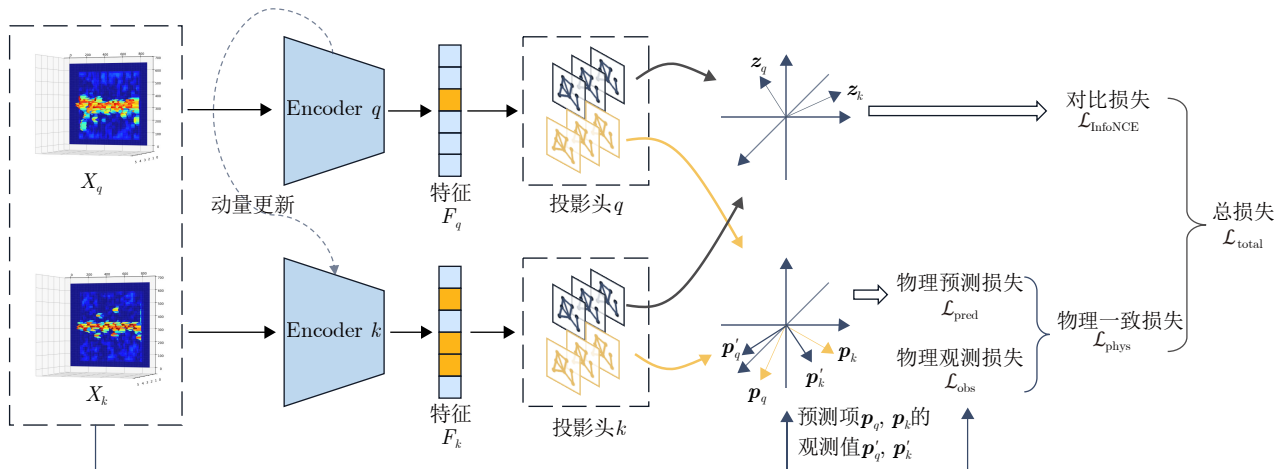 X_q
动量更新
Encoder q
特征
F_q
投影头q
z_q
z_k
对比损失
ℒ_InfoNCE
总损失
ℒ_total
X_k
Encoder k
特征
F_k
投影头k
p′_q
p_q
p′_k
p_k
物理预测损失
ℒ_pred
物理观测损失
ℒ_obs
物理一致损失
ℒ_phys
预测项p_q, p_k的
观测值p′_q, p′_k